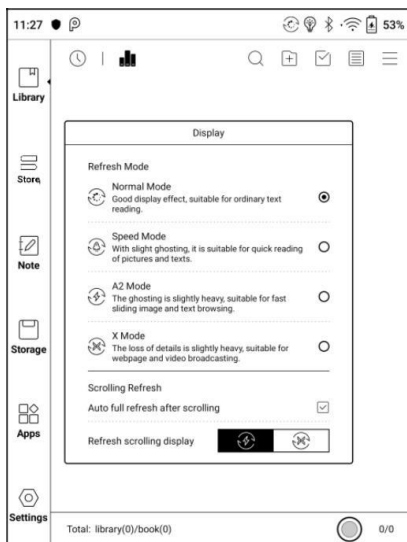 11:27
53%
Library
Store
Note
Storage
Apps
Settings
Display
Refresh Mode
Normal Mode
Good display effect, suitable for ordinary text
reading.
Speed Mode
With slight ghosting, it is suitable for quick reading
of pictures and texts.
A2 Mode
The ghosting is slightly heavy, suitable for fast
sliding image and text browsing.
X Mode
The loss of details is slightly heavy, suitable for
webpage and video broadcasting.
Scrolling Refresh
Auto full refresh after scrolling
Refresh scrolling display
Total: library(0)/book(0)
0/0